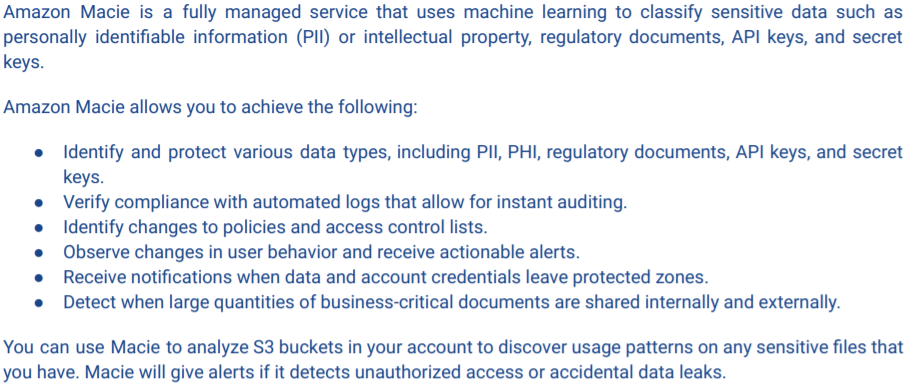 Amazon Macie is a fully managed service that uses machine learning to classify sensitive data such as
personally identifiable information (PII) or intellectual property, regulatory documents, API keys, and secret
keys.
Amazon Macie allows you to achieve the following:
● Identify and protect various data types, including PII, PHI, regulatory documents, API keys, and secret
keys.
● Verify compliance with automated logs that allow for instant auditing.
● Identify changes to policies and access control lists.
● Observe changes in user behavior and receive actionable alerts.
● Receive notifications when data and account credentials leave protected zones.
● Detect when large quantities of business-critical documents are shared internally and externally.
You can use Macie to analyze S3 buckets in your account to discover usage patterns on any sensitive files that
you have. Macie will give alerts if it detects unauthorized access or accidental data leaks.